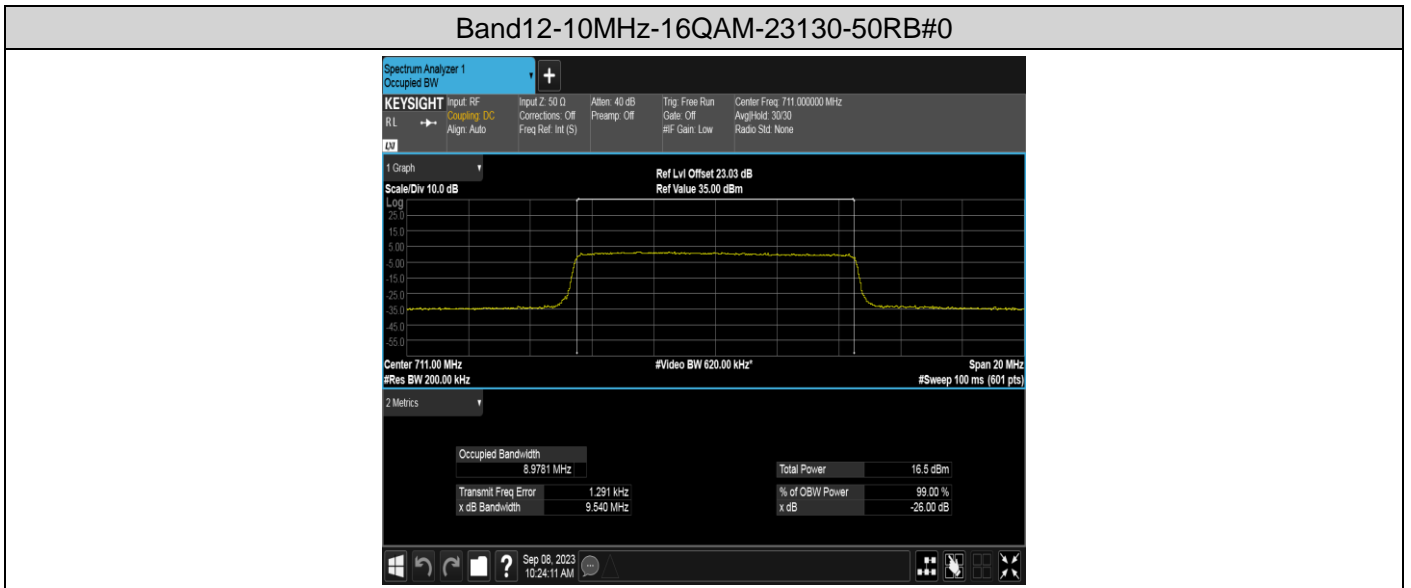 Band12-10MHz-16QAM-23130-50RB#0
Spectrum Analyzer 1
Occupied BW
+
KEYSIGHT
R L
LXI
Input: RF
Coupling: DC
Align: Auto
Input Z: 50 Ω
Corrections: Off
Freq Ref: Int (S)
Atten: 40 dB
Preamp: Off
Trig: Free Run
Gate: Off
#IF Gain: Low
Center Freq: 711.000000 MHz
Avg|Hold: 30/30
Radio Std: None
1 Graph
Scale/Div 10.0 dB
Ref Lvl Offset 23.03 dB
Ref Value 35.00 dBm
Log
25.0
15.0
5.00
-5.00
-15.0
-25.0
-35.0
-45.0
-55.0
Center 711.00 MHz
#Video BW 620.00 kHz*
Span 20 MHz
#Res BW 200.00 kHz
#Sweep 100 ms (601 pts)
2 Metrics
Occupied Bandwidth
8.9781 MHz
Total Power 16.5 dBm
Transmit Freq Error 1.291 kHz
% of OBW Power 99.00 %
x dB Bandwidth 9.540 MHz
x dB -26.00 dB
?
Sep 08, 2023
10:24:11 AM